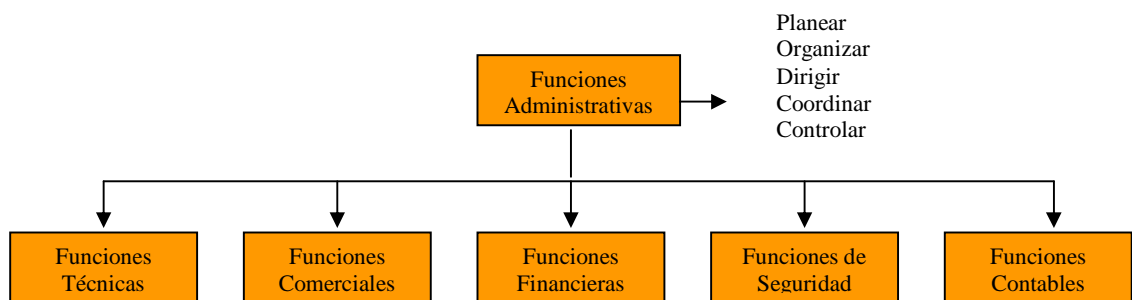 Planear
Organizar
Dirigir
Coordinar
Controlar
Funciones
Administrativas
Funciones
Técnicas
Funciones
Comerciales
Funciones
Financieras
Funciones de
Seguridad
Funciones
Contables